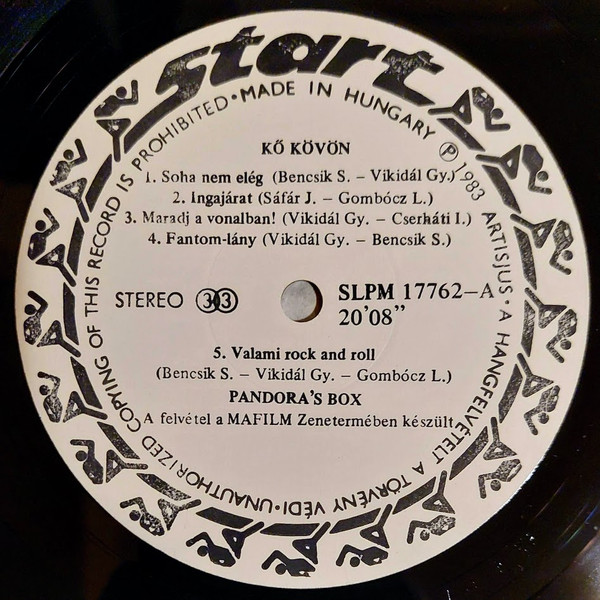 start
UNAUTHORIZED COPYING OF THIS RECORD IS PROHIBITED • MADE IN HUNGARY Ⓟ 1983 ARTISJUS • A HANGFELVÉTELT A TÖRVÉNY VÉDI •
KŐ KÖVÖN
1. Soha nem elég (Bencsik S. – Vikidál Gy.)
2. Ingajárat (Sáfár J. – Gombócz L.)
3. Maradj a vonalban! (Vikidál Gy. – Cserháti I.)
4. Fantom-lány (Vikidál Gy. – Bencsik S.)
STEREO 33 SLPM 17762–A
20'08"
5. Valami rock and roll
(Bencsik S. – Vikidál Gy. – Gombócz L.)
PANDORA'S BOX
A felvétel a MAFILM Zenetermében készült